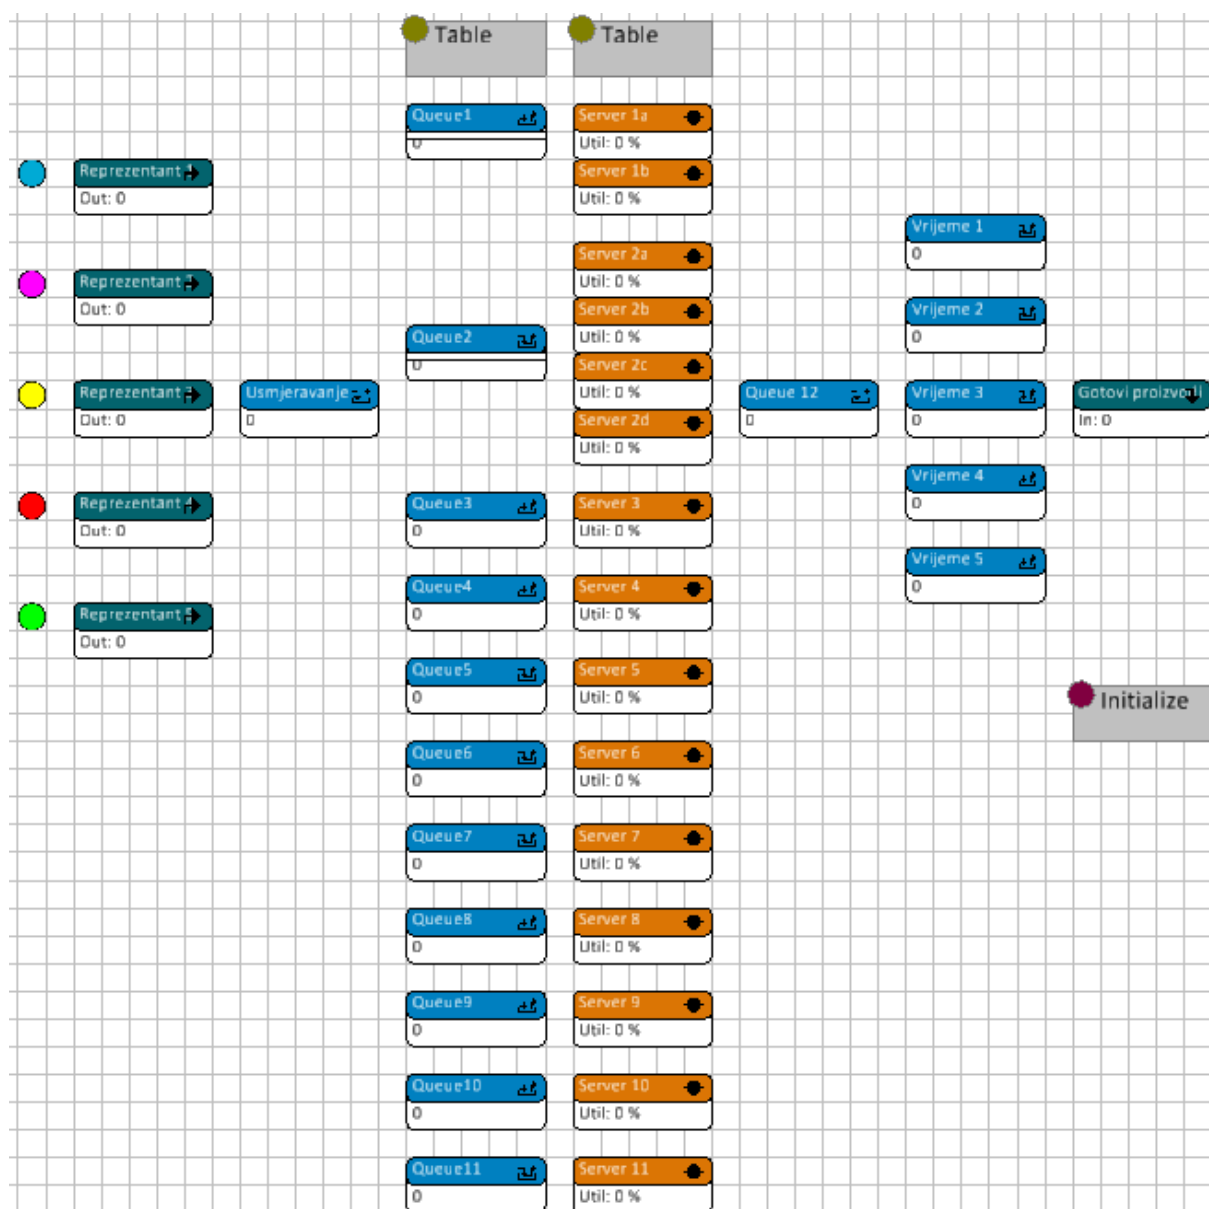 Table
Table
Queue1
0
Server 1a
Util: 0 %
Server 1b
Util: 0 %
Reprezentant 1
Out: 0
Vrijeme 1
0
Server 2a
Util: 0 %
Reprezentant
Out: 0
Server 2b
Util: 0 %
Vrijeme 2
0
Queue2
0
Server 2c
Util: 0 %
Reprezentant
Out: 0
Usmjeravanje
0
Server 2d
Util: 0 %
Queue 12
0
Vrijeme 3
0
Gotovi proizvodi
In: 0
Vrijeme 4
0
Reprezentant
Out: 0
Queue3
0
Server 3
Util: 0 %
Vrijeme 5
0
Queue4
0
Server 4
Util: 0 %
Reprezentant
Out: 0
Queue5
0
Server 5
Util: 0 %
Initialize
Queue6
0
Server 6
Util: 0 %
Queue7
0
Server 7
Util: 0 %
Queue8
0
Server 8
Util: 0 %
Queue9
0
Server 9
Util: 0 %
Queue10
0
Server 10
Util: 0 %
Queue11
0
Server 11
Util: 0 %